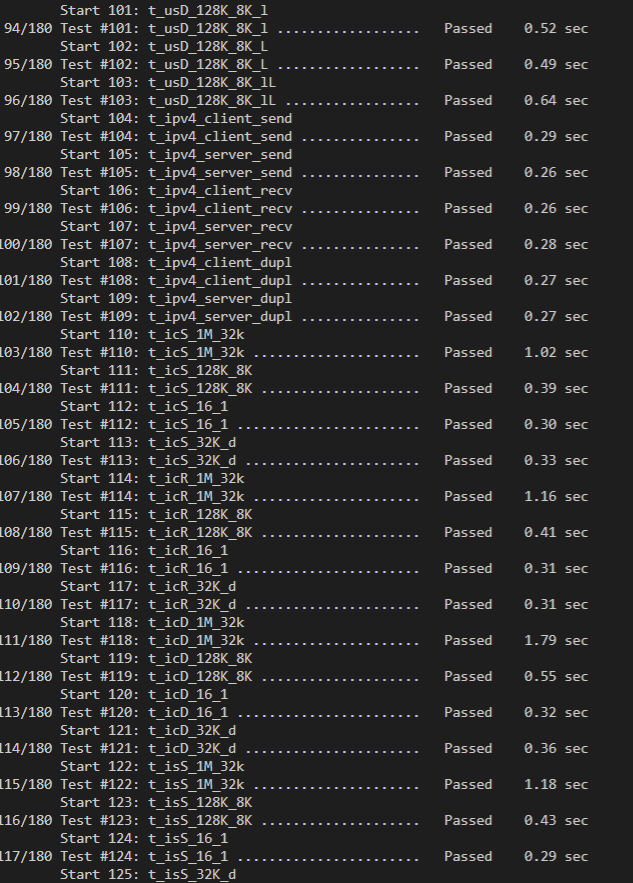 Start 101: t_usD_128K_8K_l
94/180 Test #101: t_usD_128K_8K_l ..................   Passed    0.52 sec
Start 102: t_usD_128K_8K_L
95/180 Test #102: t_usD_128K_8K_L ..................   Passed    0.49 sec
Start 103: t_usD_128K_8K_lL
96/180 Test #103: t_usD_128K_8K_lL .................   Passed    0.64 sec
Start 104: t_ipv4_client_send
97/180 Test #104: t_ipv4_client_send ...............   Passed    0.29 sec
Start 105: t_ipv4_server_send
98/180 Test #105: t_ipv4_server_send ...............   Passed    0.26 sec
Start 106: t_ipv4_client_recv
99/180 Test #106: t_ipv4_client_recv ...............   Passed    0.26 sec
Start 107: t_ipv4_server_recv
100/180 Test #107: t_ipv4_server_recv ...............   Passed    0.28 sec
Start 108: t_ipv4_client_dupl
101/180 Test #108: t_ipv4_client_dupl ...............   Passed    0.27 sec
Start 109: t_ipv4_server_dupl
102/180 Test #109: t_ipv4_server_dupl ...............   Passed    0.27 sec
Start 110: t_icS_1M_32k
103/180 Test #110: t_icS_1M_32k .....................   Passed    1.02 sec
Start 111: t_icS_128K_8K
104/180 Test #111: t_icS_128K_8K ....................   Passed    0.39 sec
Start 112: t_icS_16_1
105/180 Test #112: t_icS_16_1 .......................   Passed    0.30 sec
Start 113: t_icS_32K_d
106/180 Test #113: t_icS_32K_d ......................   Passed    0.33 sec
Start 114: t_icR_1M_32k
107/180 Test #114: t_icR_1M_32k .....................   Passed    1.16 sec
Start 115: t_icR_128K_8K
108/180 Test #115: t_icR_128K_8K ....................   Passed    0.41 sec
Start 116: t_icR_16_1
109/180 Test #116: t_icR_16_1 .......................   Passed    0.31 sec
Start 117: t_icR_32K_d
110/180 Test #117: t_icR_32K_d ......................   Passed    0.31 sec
Start 118: t_icD_1M_32k
111/180 Test #118: t_icD_1M_32k .....................   Passed    1.79 sec
Start 119: t_icD_128K_8K
112/180 Test #119: t_icD_128K_8K ....................   Passed    0.55 sec
Start 120: t_icD_16_1
113/180 Test #120: t_icD_16_1 .......................   Passed    0.32 sec
Start 121: t_icD_32K_d
114/180 Test #121: t_icD_32K_d ......................   Passed    0.36 sec
Start 122: t_isS_1M_32k
115/180 Test #122: t_isS_1M_32k .....................   Passed    1.18 sec
Start 123: t_isS_128K_8K
116/180 Test #123: t_isS_128K_8K ....................   Passed    0.43 sec
Start 124: t_isS_16_1
117/180 Test #124: t_isS_16_1 .......................   Passed    0.29 sec
Start 125: t_isS_32K_d